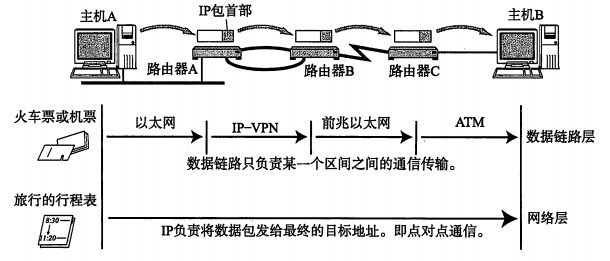 主机A
IP包首部
主机B
路由器A
路由器B
路由器C
火车票或机票
以太网
IP-VPN
前兆以太网
ATM
数据链路层
数据链路只负责某一个区间之间的通信传输。
旅行的行程表
8:30
11:20
网络层
IP负责将数据包发给最终的目标地址。即点对点通信。